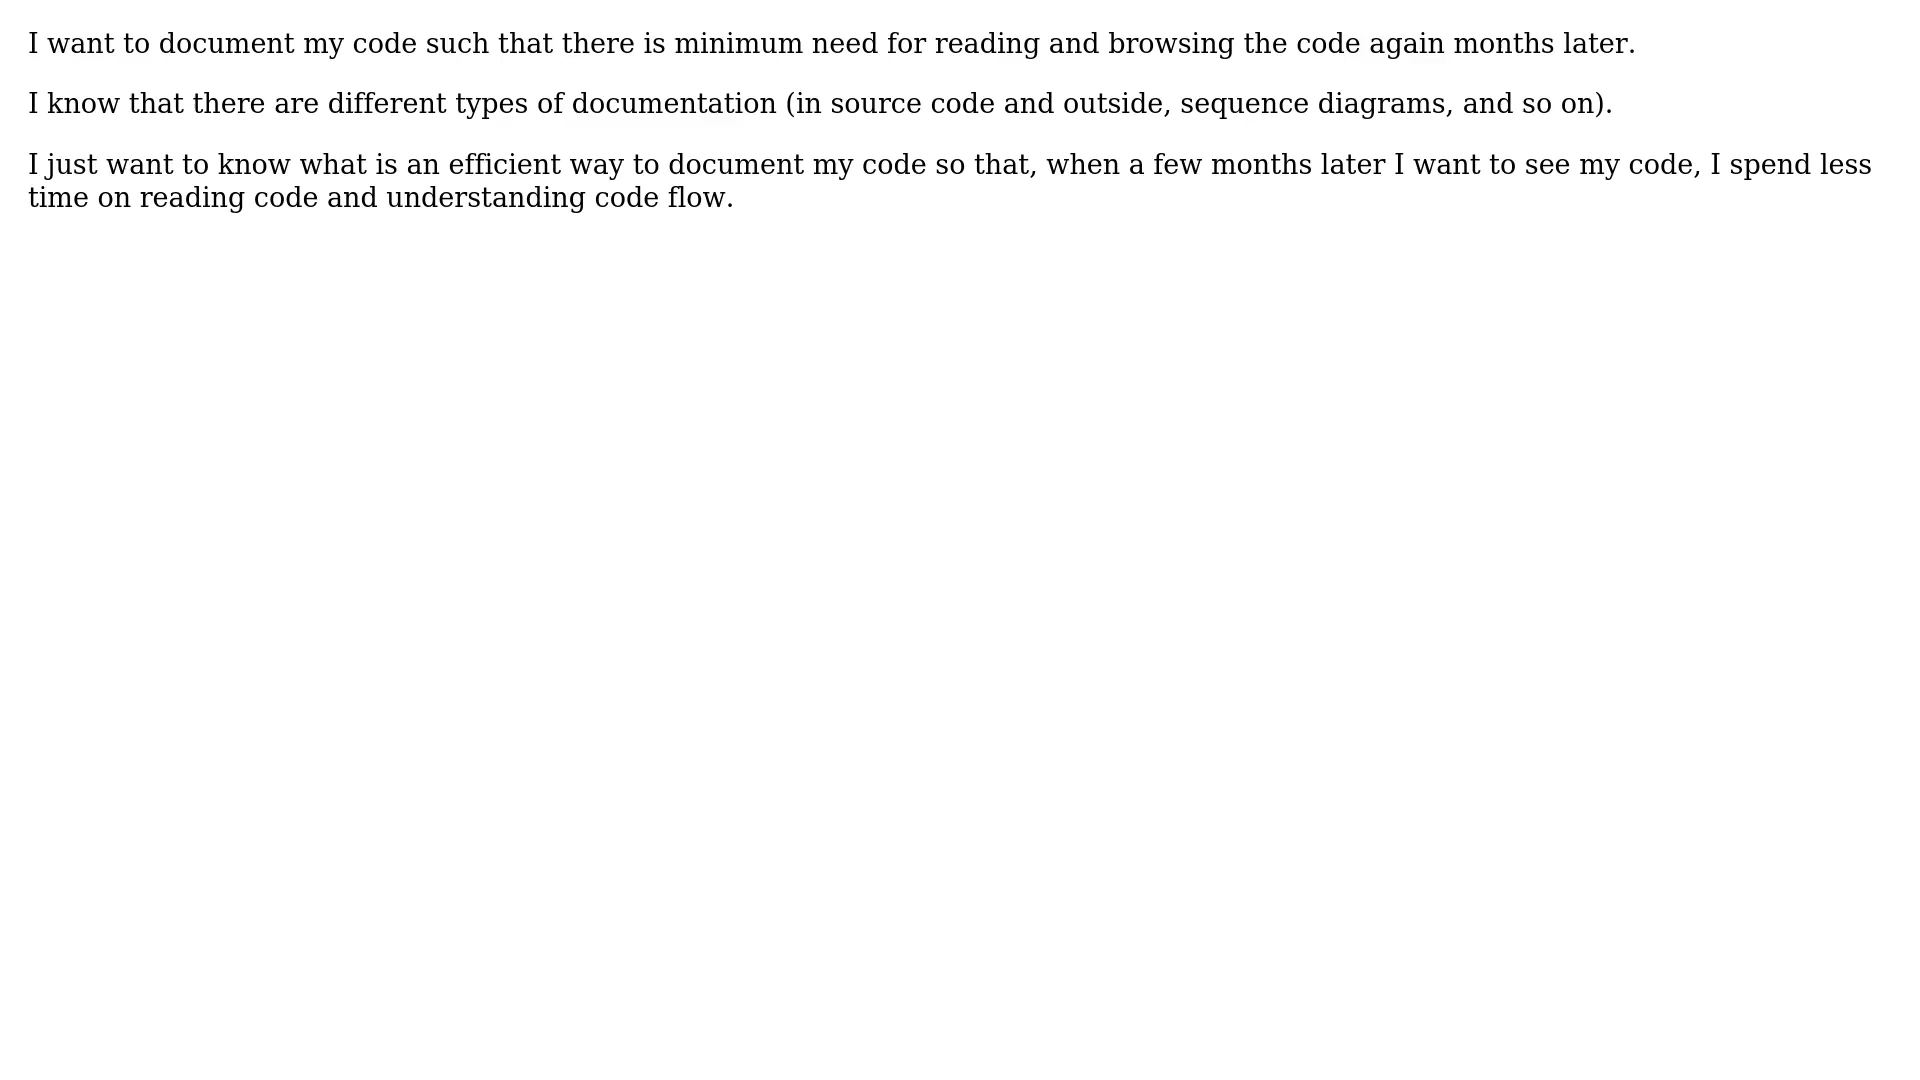 I want to document my code such that there is minimum need for reading and browsing the code again months later.
I know that there are different types of documentation (in source code and outside, sequence diagrams, and so on).
I just want to know what is an efficient way to document my code so that, when a few months later I want to see my code, I spend less
time on reading code and understanding code flow.